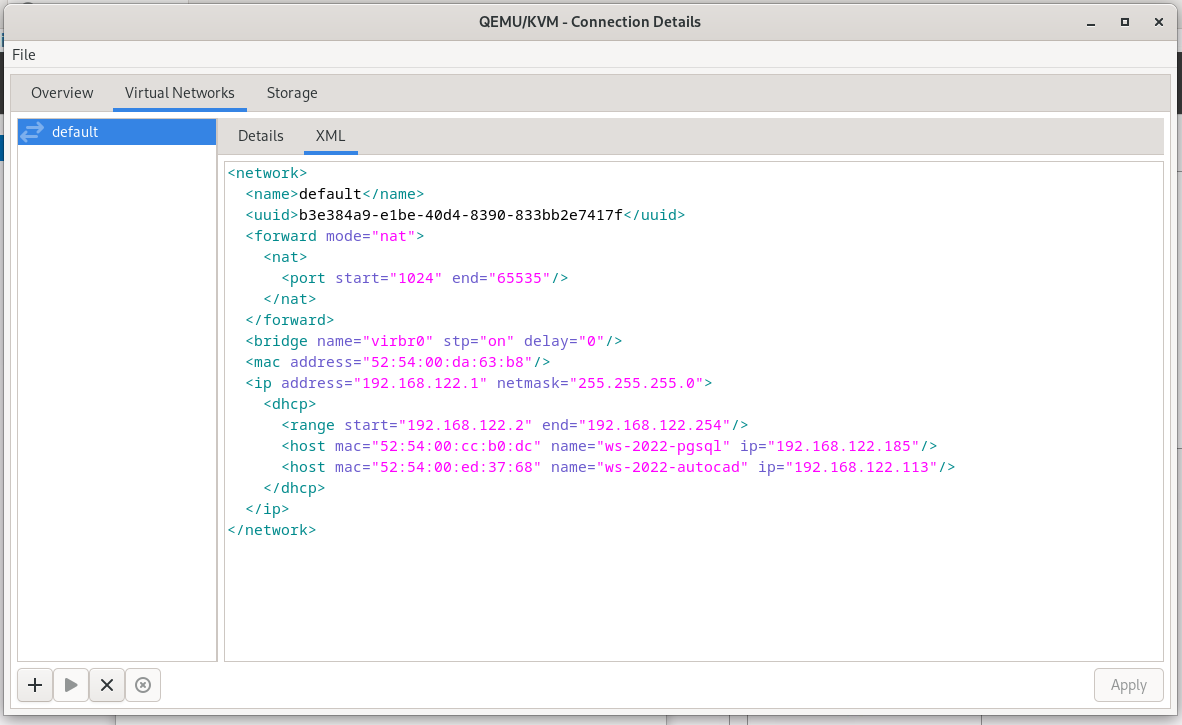 QEMU/KVM - Connection Details
File
Overview Virtual Networks Storage
default
Details XML
<network>
  <name>default</name>
  <uuid>b3e384a9-e1be-40d4-8390-833bb2e7417f</uuid>
  <forward mode="nat">
    <nat>
      <port start="1024" end="65535"/>
    </nat>
  </forward>
  <bridge name="virbr0" stp="on" delay="0"/>
  <mac address="52:54:00:da:63:b8"/>
  <ip address="192.168.122.1" netmask="255.255.255.0">
    <dhcp>
      <range start="192.168.122.2" end="192.168.122.254"/>
      <host mac="52:54:00:cc:b0:dc" name="ws-2022-pgsql" ip="192.168.122.185"/>
      <host mac="52:54:00:ed:37:68" name="ws-2022-autocad" ip="192.168.122.113"/>
    </dhcp>
  </ip>
</network>
Apply